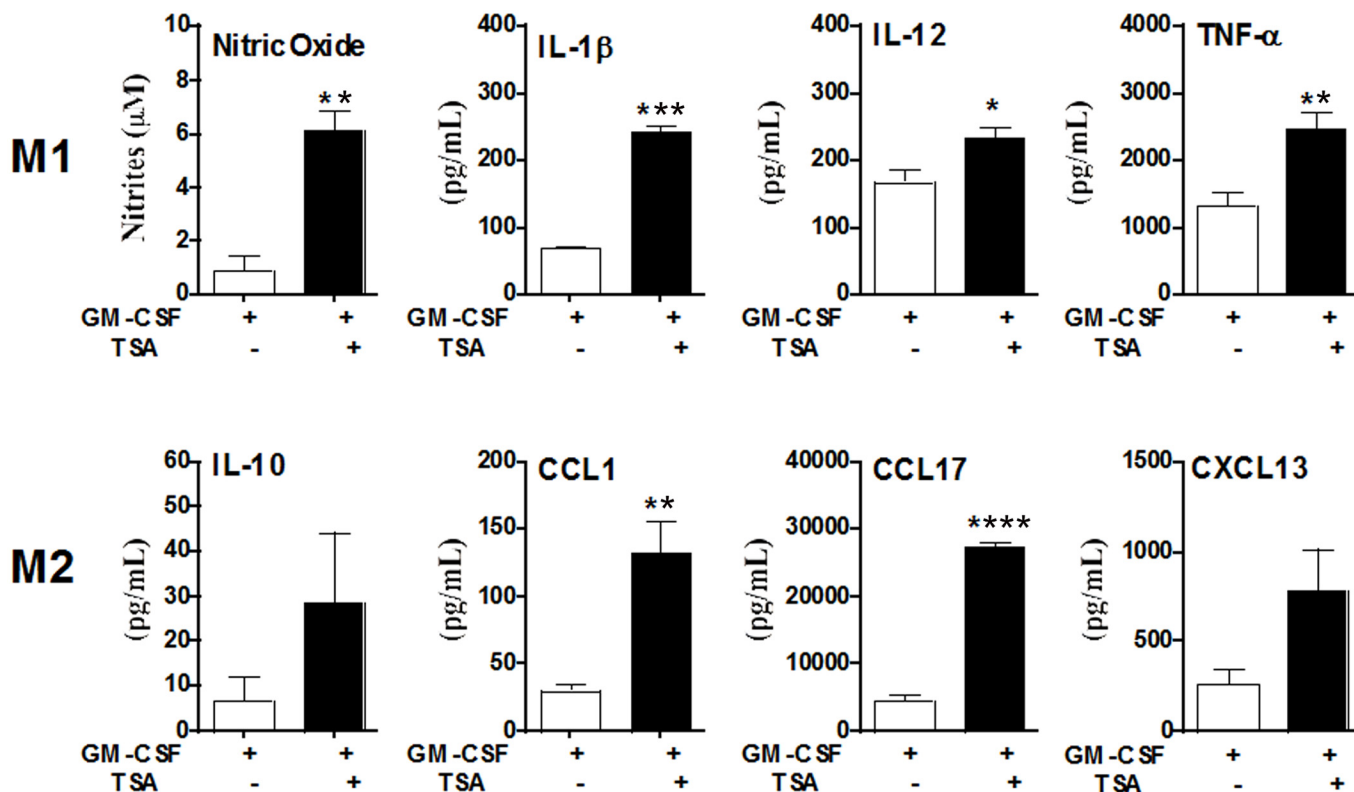 M1
Nitric Oxide
**
Nitrites (µM)
10
8
6
4
2
0
GM-CSF + +
TSA - +
IL-1β
***
(pg/mL)
400
300
200
100
0
GM-CSF + +
TSA - +
IL-12
*
(pg/mL)
400
300
200
100
0
GM-CSF + +
TSA - +
TNF-α
**
(pg/mL)
4000
3000
2000
1000
0
GM-CSF + +
TSA - +
M2
IL-10
(pg/mL)
60
50
40
30
20
10
0
GM-CSF + +
TSA - +
CCL1
**
(pg/mL)
200
150
100
50
0
GM-CSF + +
TSA - +
CCL17
****
(pg/mL)
40000
30000
20000
10000
0
GM-CSF + +
TSA - +
CXCL13
(pg/mL)
1500
1000
500
0
GM-CSF + +
TSA - +